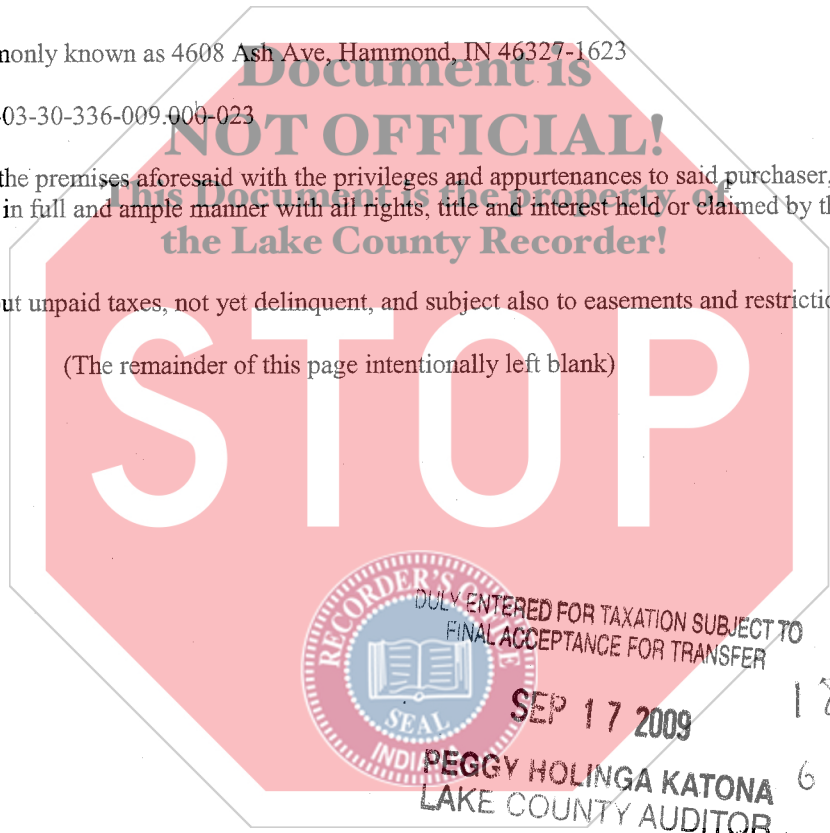 monly known as 4608 Ash Ave, Hammond, IN 46327-1623
Document is
-03-30-336-009.000-023
NOT OFFICIAL!
the premises aforesaid with the privileges and appurtenances to said purchaser,
This Document is the property of
in full and ample manner with all rights, title and interest held or claimed by th
the Lake County Recorder!
ut unpaid taxes, not yet delinquent, and subject also to easements and restrictio
(The remainder of this page intentionally left blank)
STOP
RECORDER'S OFFICE
SEAL
INDIANA
DULY ENTERED FOR TAXATION SUBJECT TO
FINAL ACCEPTANCE FOR TRANSFER
SEP 17 2009
1
PEGGY HOLINGA KATONA
6
LAKE COUNTY AUDITOR